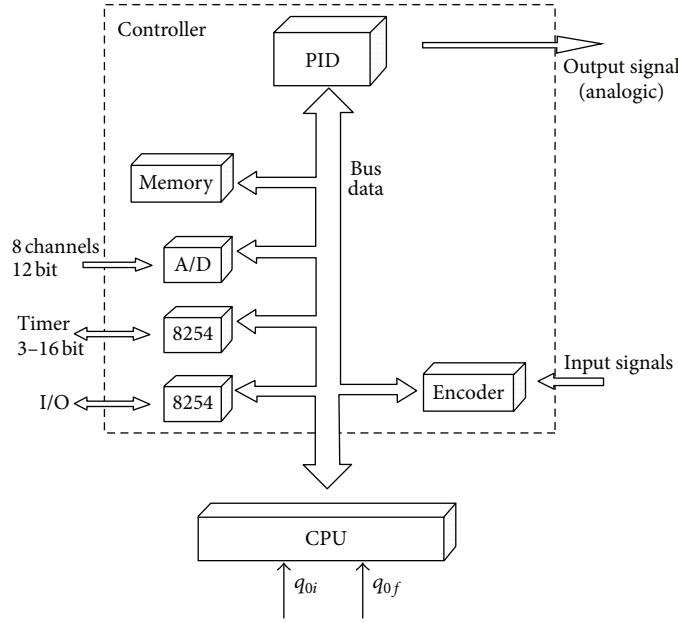 Controller
PID
Output signal
(analogic)
Memory
Bus
data
8 channels
12 bit
A/D
Timer
3–16 bit
8254
Input signals
I/O
8254
Encoder
CPU
q0i
q0f